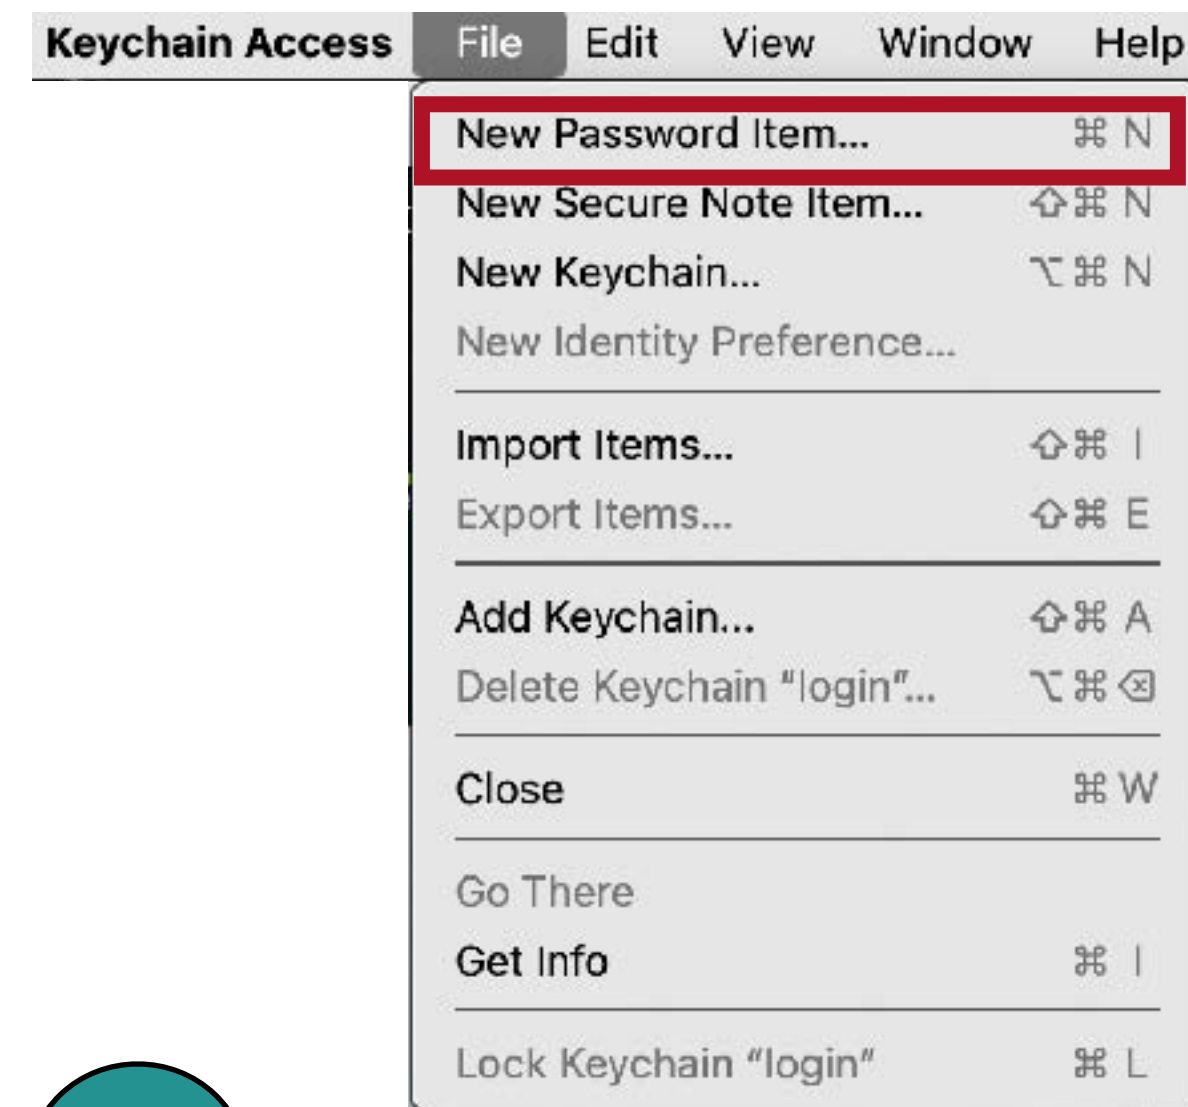 Keychain Access File Edit View Window Help
New Password Item... ⌘ N
New Secure Note Item... ⇧⌘ N
New Keychain... ⌥⌘ N
New Identity Preference...
Import Items... ⇧⌘ I
Export Items... ⇧⌘ E
Add Keychain... ⇧⌘ A
Delete Keychain "login"... ⌥⌘⌫
Close ⌘ W
Go There
Get Info ⌘ I
Lock Keychain "login" ⌘ L